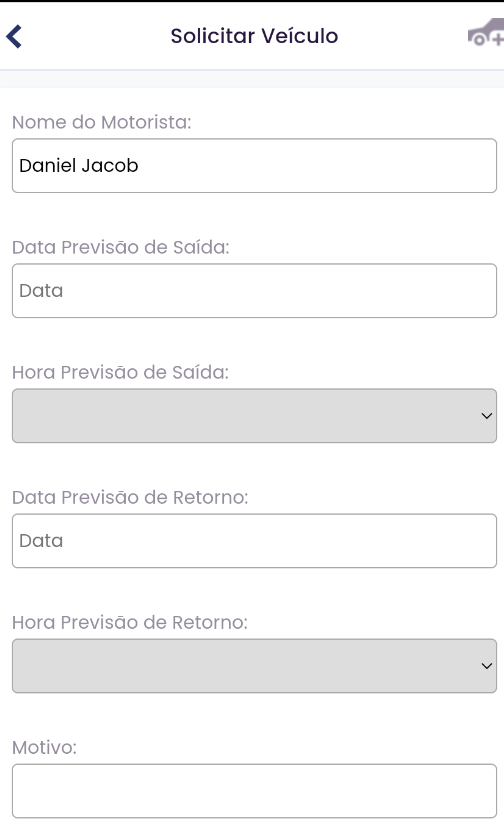 Solicitar Veículo
Nome do Motorista:
Daniel Jacob
Data Previsão de Saída:
Data
Hora Previsão de Saída:
Data Previsão de Retorno:
Data
Hora Previsão de Retorno:
Motivo: